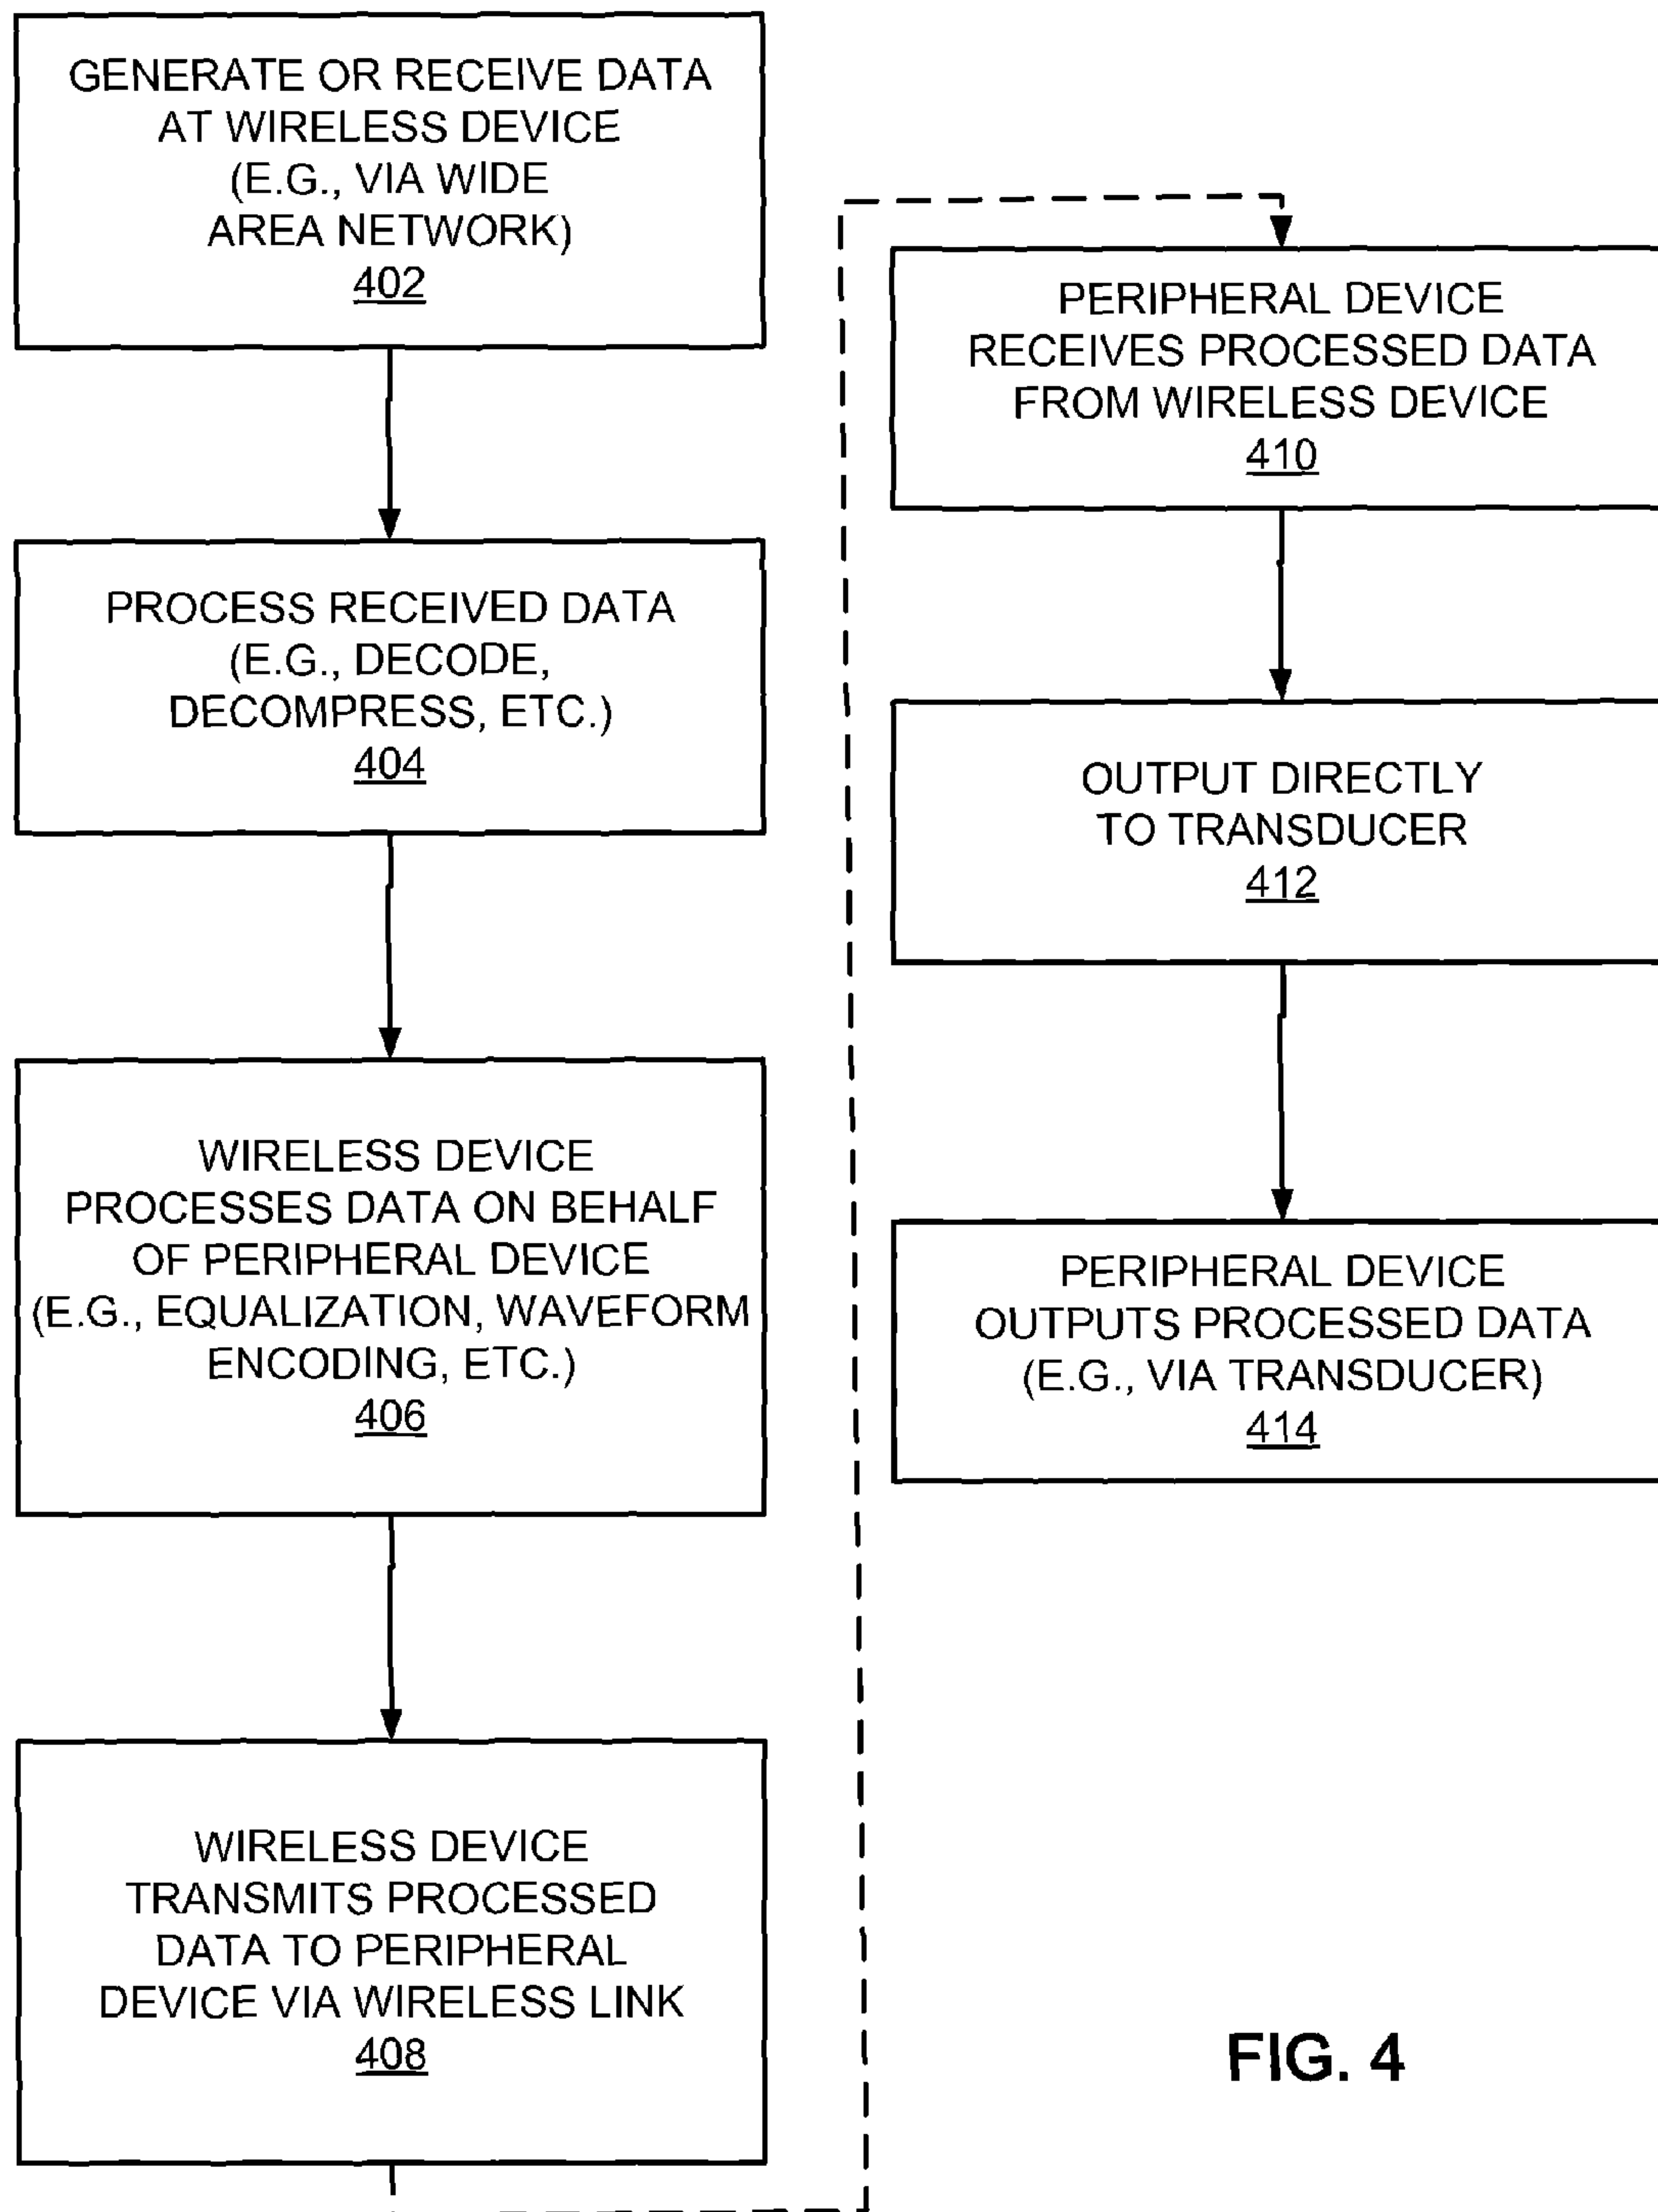 GENERATE OR RECEIVE DATA
AT WIRELESS DEVICE
(E.G., VIA WIDE
AREA NETWORK)
402
PROCESS RECEIVED DATA
(E.G., DECODE,
DECOMPRESS, ETC.)
404
WIRELESS DEVICE
PROCESSES DATA ON BEHALF
OF PERIPHERAL DEVICE
(E.G., EQUALIZATION, WAVEFORM
ENCODING, ETC.)
406
WIRELESS DEVICE
TRANSMITS PROCESSED
DATA TO PERIPHERAL
DEVICE VIA WIRELESS LINK
408
PERIPHERAL DEVICE
RECEIVES PROCESSED DATA
FROM WIRELESS DEVICE
410
OUTPUT DIRECTLY
TO TRANSDUCER
412
PERIPHERAL DEVICE
OUTPUTS PROCESSED DATA
(E.G., VIA TRANSDUCER)
414
FIG. 4